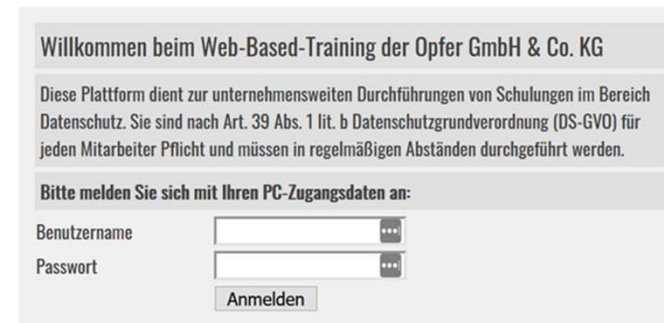 Willkommen beim Web-Based-Training der Opfer GmbH & Co. KG
Diese Plattform dient zur unternehmensweiten Durchführungen von Schulungen im Bereich
Datenschutz. Sie sind nach Art. 39 Abs. 1 lit. b Datenschutzgrundverordnung (DS-GVO) für
jeden Mitarbeiter Pflicht und müssen in regelmäßigen Abständen durchgeführt werden.
Bitte melden Sie sich mit Ihren PC-Zugangsdaten an:
Benutzername
Passwort
Anmelden